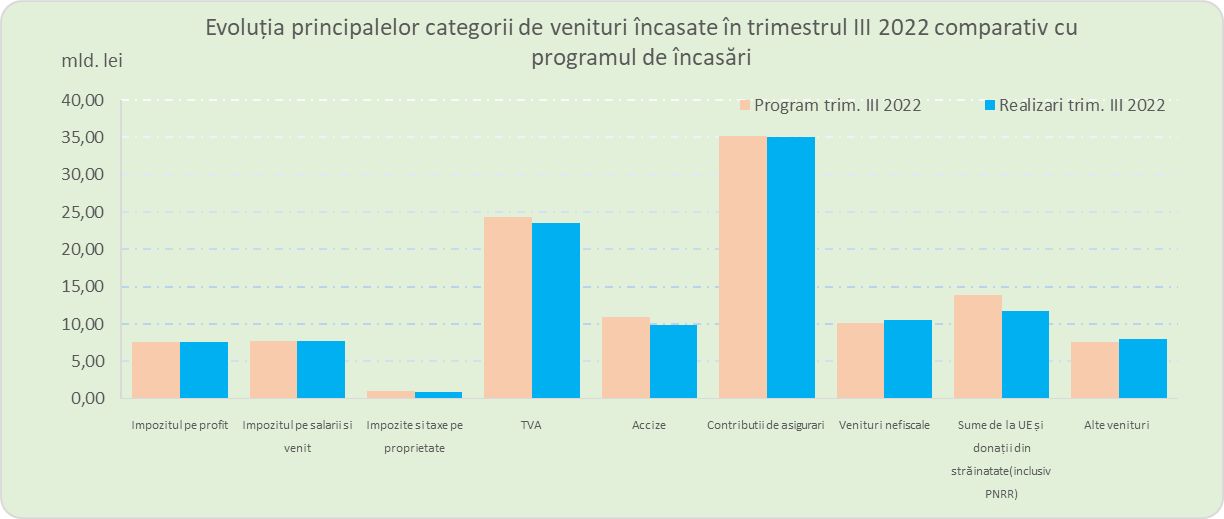 Evoluția principalelor categorii de venituri încasate în trimestrul III 2022 comparativ cu
programul de încasări
mld. lei
Program trim. III 2022
Realizari trim. III 2022
40,00
35,00
30,00
25,00
20,00
15,00
10,00
5,00
0,00
Impozitul pe profit
Impozitul pe salarii si
venit
Impozite si taxe pe
proprietate
TVA
Accize
Contributii de asigurari
Venituri nefiscale
Sume de la UE și
donații din
străinatate(inclusiv
PNRR)
Alte venituri